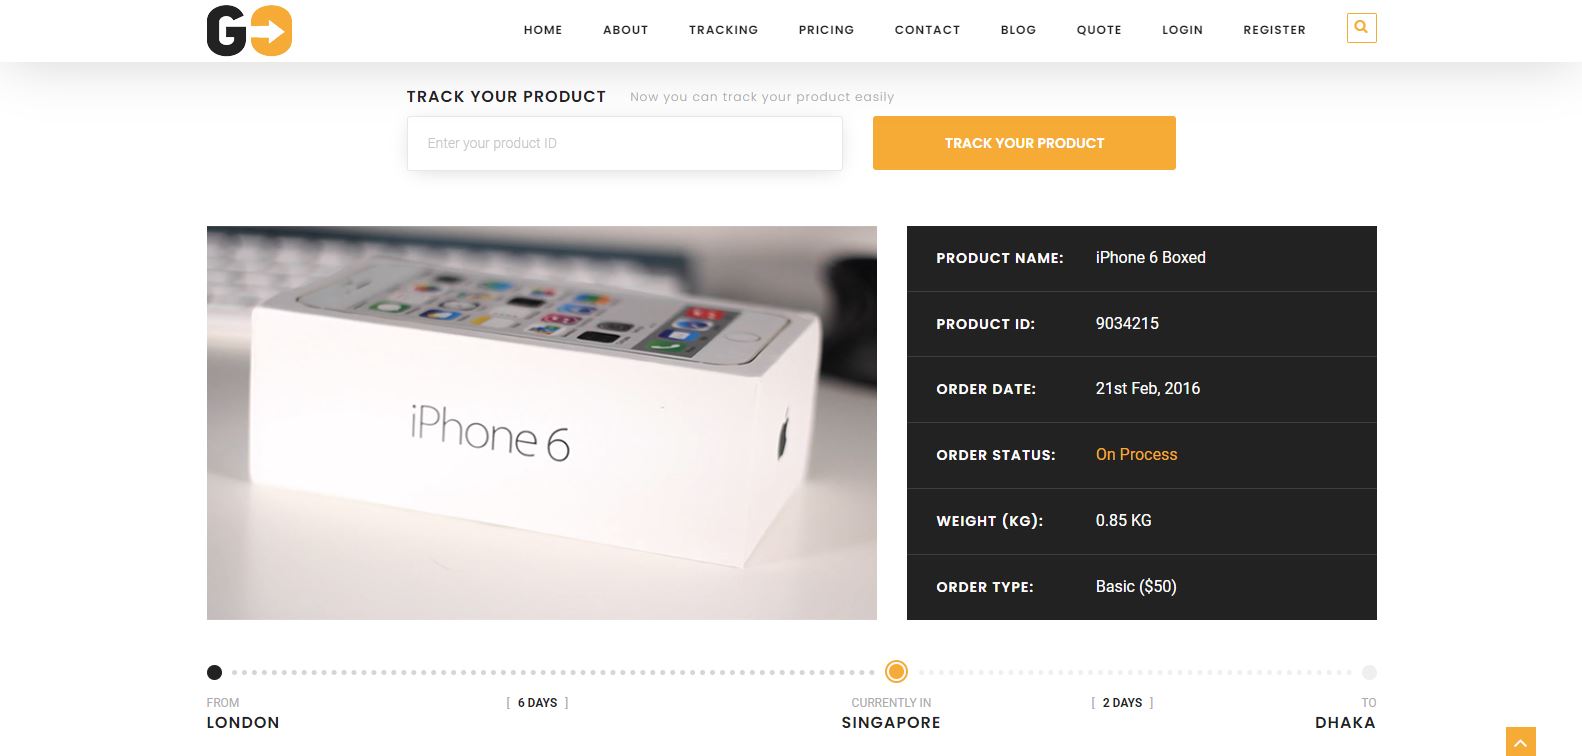 GO
HOME ABOUT TRACKING PRICING CONTACT BLOG QUOTE LOGIN REGISTER
TRACK YOUR PRODUCT Now you can track your product easily
Enter your product ID TRACK YOUR PRODUCT
iPhone 6
PRODUCT NAME: iPhone 6 Boxed
PRODUCT ID: 9034215
ORDER DATE: 21st Feb, 2016
ORDER STATUS: On Process
WEIGHT (KG): 0.85 KG
ORDER TYPE: Basic ($50)
FROM [ 6 DAYS ] CURRENTLY IN [ 2 DAYS ] TO
LONDON SINGAPORE DHAKA